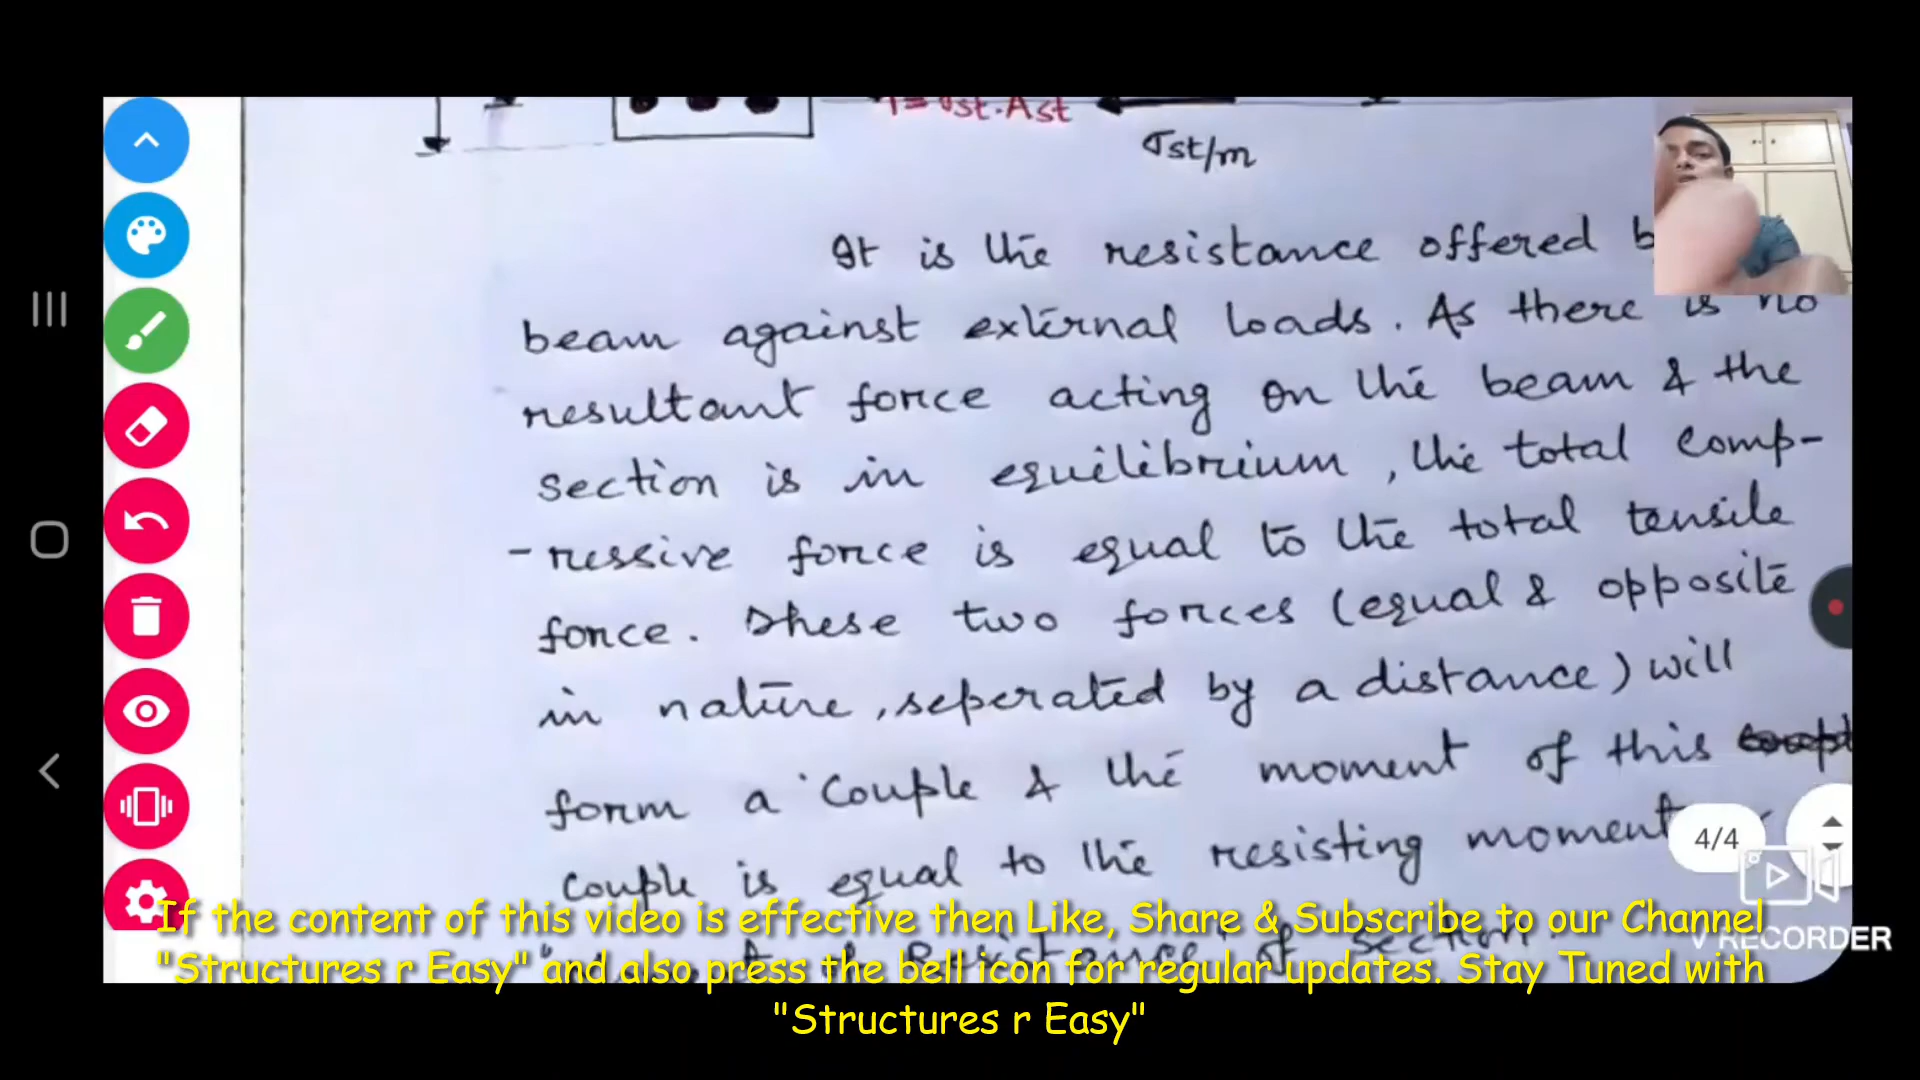 T=σst.Ast
σst/m
It is the resistance offered b
beam against external loads. As there is no
resultant force acting on the beam & the
section is in equilibrium, the total comp-
-ressive force is equal to the total tensile
force. These two forces (equal & opposite
in nature, seperated by a distance) will
form a couple & the moment of this
couple is equal to the resisting moment
4/4
V RECORDER
Resistance of section.
If the content of this video is effective then Like, Share & Subscribe to our Channel
"Structures r Easy" and also press the bell icon for regular updates. Stay Tuned with
"Structures r Easy"